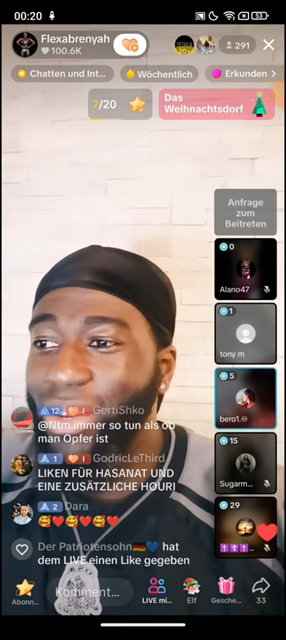 00:20
53
Flexabrenyah
100.6K
20+
291
Chatten und Int...
Wöchentlich
Erkunden
7/20
Das
Weihnachtsdorf
Anfrage
zum
Beitreten
0
Alano47
1
tony m
5
bero1.
15
Sugarm...
29
12 I GertiShko
@Ntm immer so tun als ob
man Opfer ist
1 I GodricLeThird
LIKEN FÜR HASANAT UND
EINE ZUSÄTZLICHE HOURI
2 Dara
Der Patriotensohn hat
dem LIVE einen Like gegeben
Abonn...
Komment...
LIVE mi...
Elf
Gesche...
33